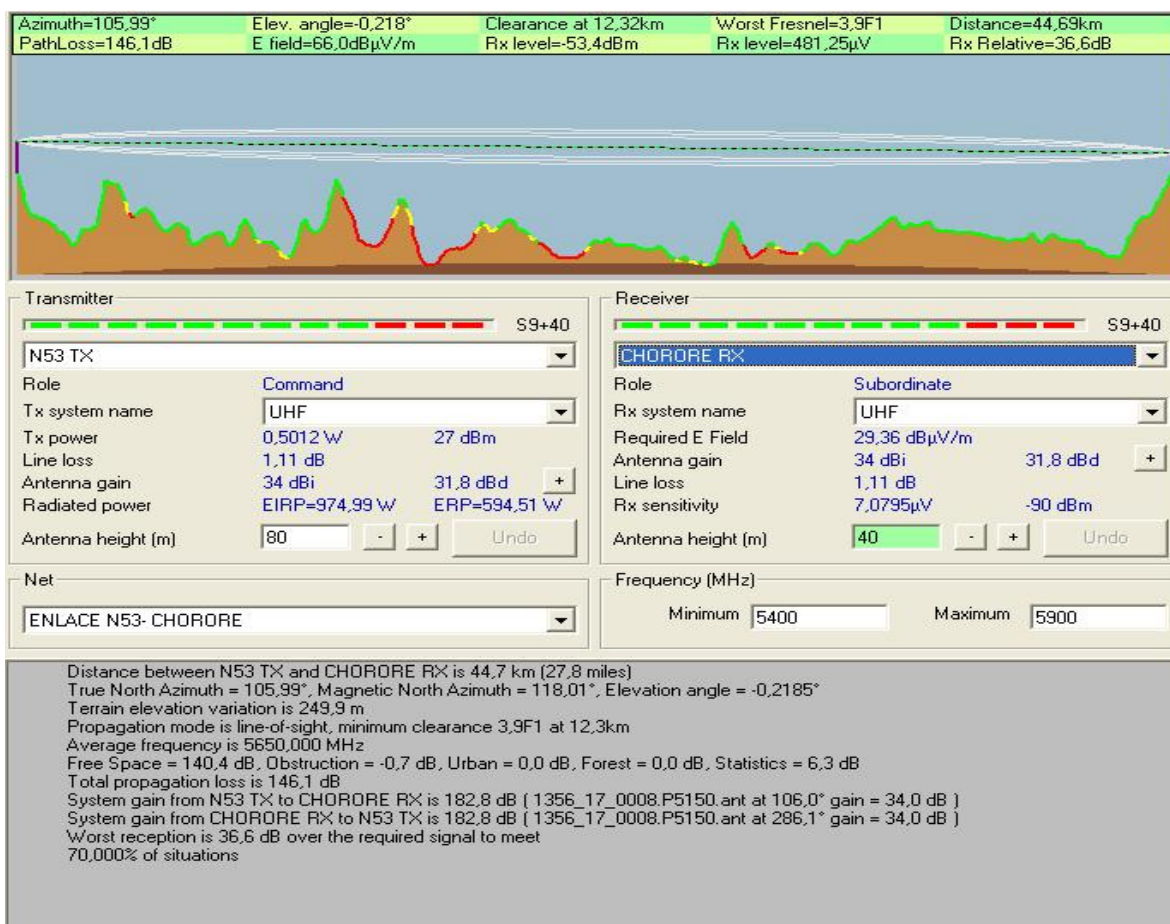 Azimuth=105,99° Elev. angle=-0,218° Clearance at 12,32km Worst Fresnel=3,9F1 Distance=44,69km
PathLoss=146,1dB E field=66,0dBµV/m Rx level=-53,4dBm Rx level=481,25µV Rx Relative=36,6dB
Transmitter
S9+40
N53 TX
Role Command
Tx system name UHF
Tx power 0,5012 W 27 dBm
Line loss 1,11 dB
Antenna gain 34 dBi 31,8 dBd +
Radiated power EIRP=974,99 W ERP=594,51 W
Antenna height (m) 80 - + Undo
Receiver
S9+40
CHORORE RX
Role Subordinate
Rx system name UHF
Required E Field 29,36 dBµV/m
Antenna gain 34 dBi 31,8 dBd +
Line loss 1,11 dB
Rx sensitivity 7,0795µV -90 dBm
Antenna height (m) 40 - + Undo
Net
ENLACE N53- CHORORE
Frequency (MHz)
Minimum 5400 Maximum 5900
Distance between N53 TX and CHORORE RX is 44,7 km (27,8 miles)
True North Azimuth = 105,99°, Magnetic North Azimuth = 118,01°, Elevation angle = -0,2185°
Terrain elevation variation is 249,9 m
Propagation mode is line-of-sight, minimum clearance 3,9F1 at 12,3km
Average frequency is 5650,000 MHz
Free Space = 140,4 dB, Obstruction = -0,7 dB, Urban = 0,0 dB, Forest = 0,0 dB, Statistics = 6,3 dB
Total propagation loss is 146,1 dB
System gain from N53 TX to CHORORE RX is 182,8 dB ( 1356_17_0008.P5150.ant at 106,0° gain = 34,0 dB )
System gain from CHORORE RX to N53 TX is 182,8 dB ( 1356_17_0008.P5150.ant at 286,1° gain = 34,0 dB )
Worst reception is 36,6 dB over the required signal to meet
70,000% of situations